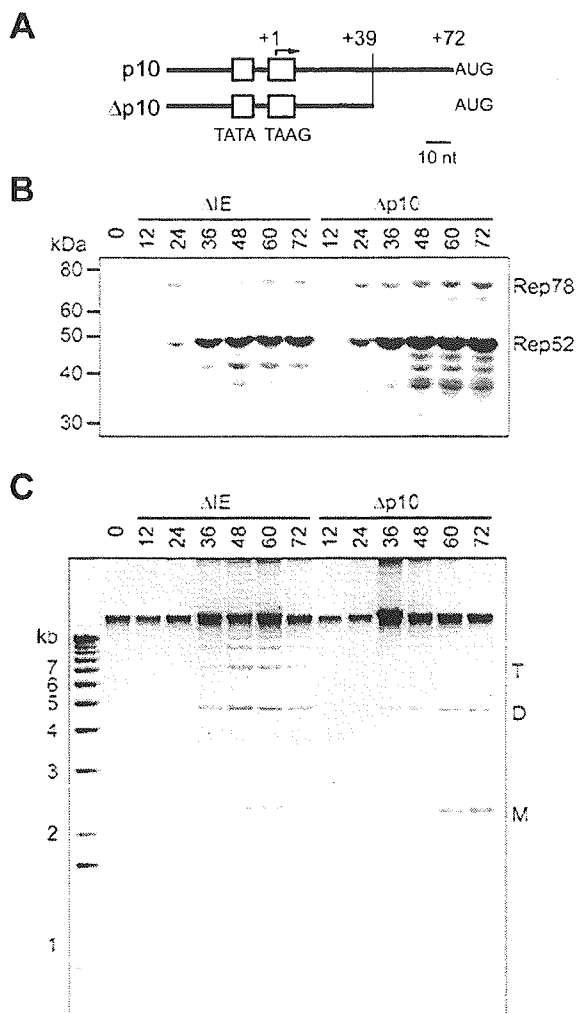 A
+1 +39 +72
p10 AUG
Δp10 AUG
TATA TAAG
10 nt
B
ΔIE Δp10
kDa 0 12 24 36 48 60 72 12 24 36 48 60 72
80 Rep78
60
50 Rep52
40
30
C
ΔIE Δp10
0 12 24 36 48 60 72 12 24 36 48 60 72
kb
7 T
6
5 D
4
3
M
2
1